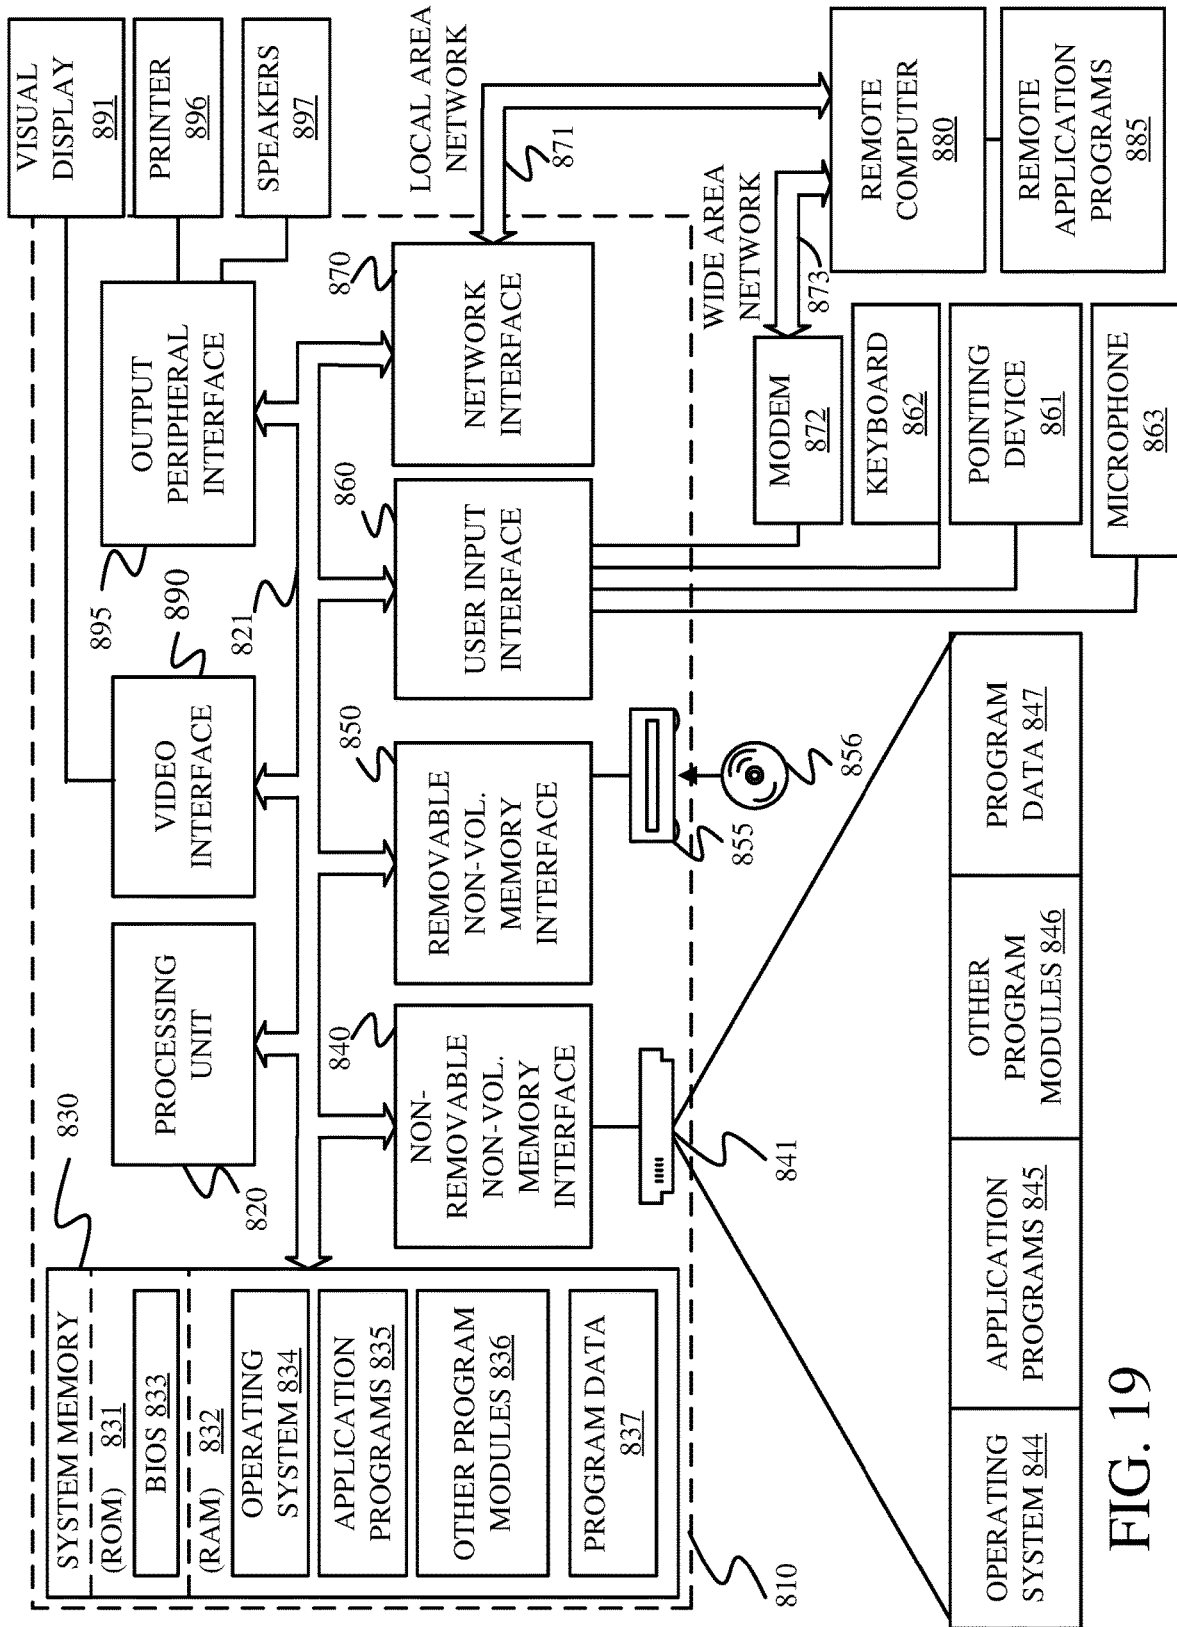 SYSTEM MEMORY
(ROM) 831
BIOS 833
(RAM) 832
OPERATING
SYSTEM 834
APPLICATION
PROGRAMS 835
OTHER PROGRAM
MODULES 836
PROGRAM DATA
837
830
820
PROCESSING
UNIT
VIDEO
INTERFACE
890
895
OUTPUT
PERIPHERAL
INTERFACE
821
VISUAL
DISPLAY
891
PRINTER
896
SPEAKERS
897
840
NON-
REMOVABLE
NON-VOL.
MEMORY
INTERFACE
850
REMOVABLE
NON-VOL.
MEMORY
INTERFACE
860
USER INPUT
INTERFACE
870
NETWORK
INTERFACE
LOCAL AREA
NETWORK
871
810
841
855
856
WIDE AREA
NETWORK
873
MODEM
872
KEYBOARD
862
POINTING
DEVICE
861
MICROPHONE
863
REMOTE
COMPUTER
880
REMOTE
APPLICATION
PROGRAMS
885
OPERATING
SYSTEM 844
APPLICATION
PROGRAMS 845
OTHER
PROGRAM
MODULES 846
PROGRAM
DATA 847
FIG. 19